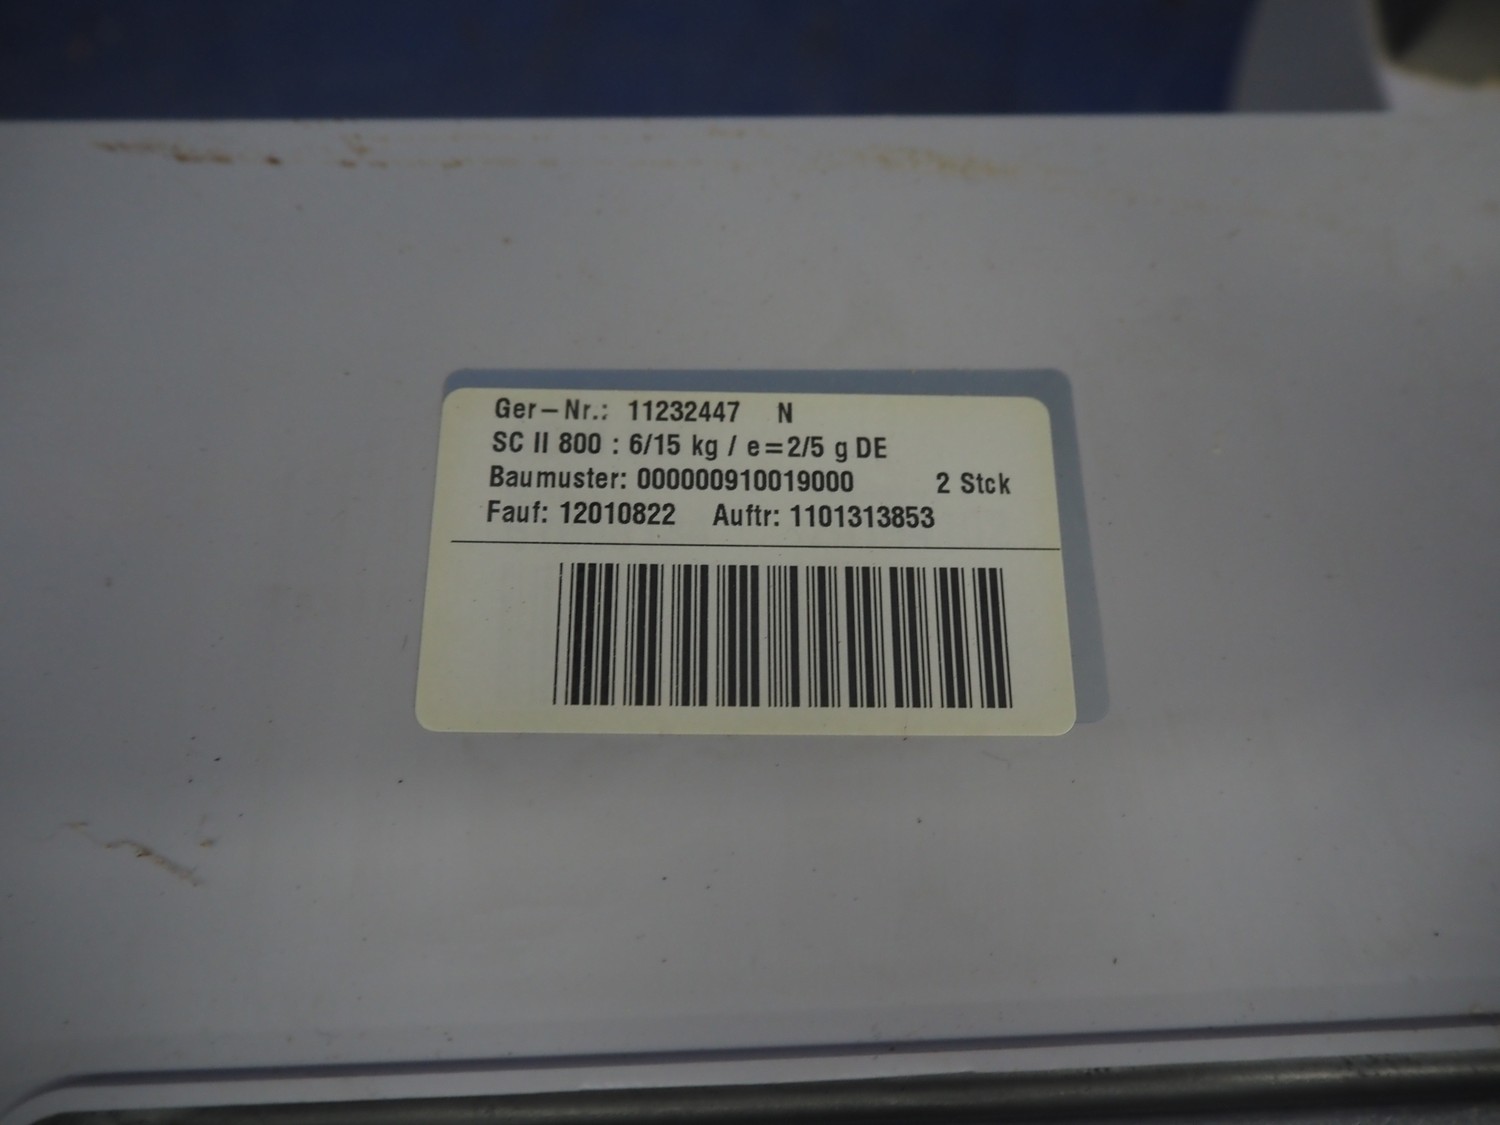 Ger-Nr.: 11232447 N
SC II 800 : 6/15 kg / e=2/5 g DE
Baumuster: 000000910019000 2 Stck
Fauf: 12010822 Auftr: 1101313853